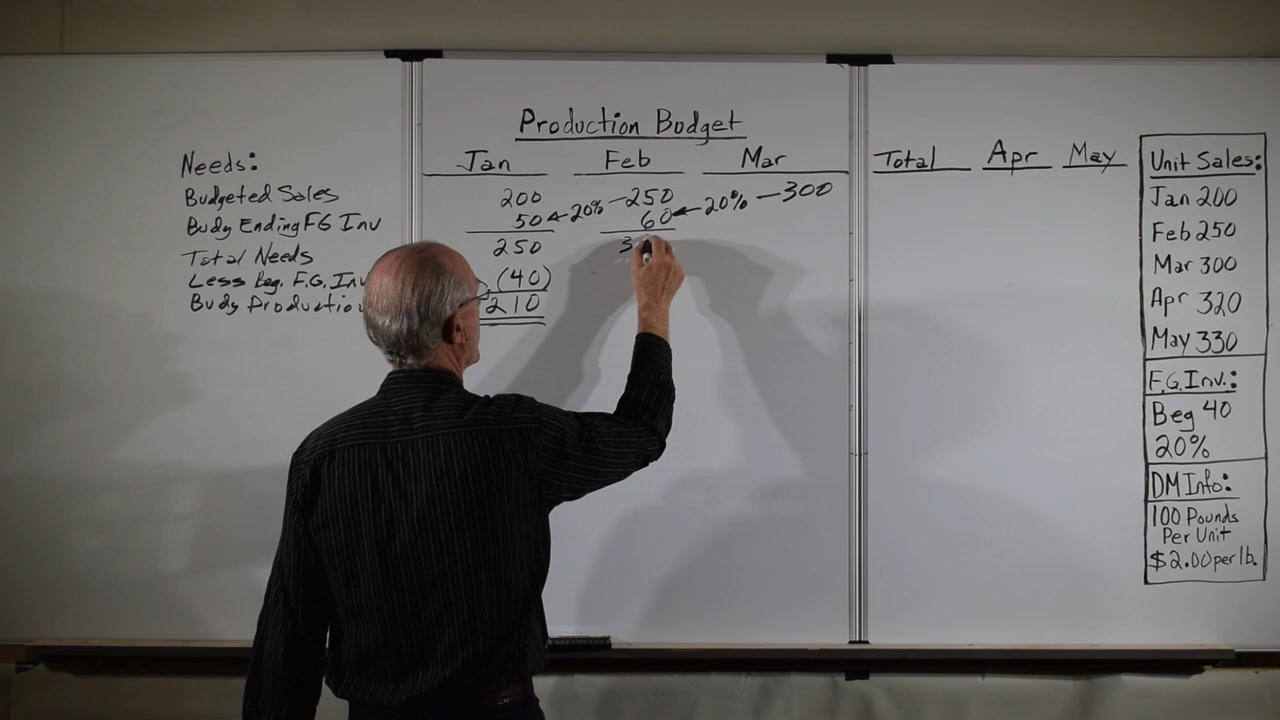 Production Budget
Jan Feb Mar Total Apr May
Needs:
Budgeted Sales 200 250 300
Budg Ending FG Inv 50 20% 60 20%
Total Needs 250
Less Beg. F.G. Inv (40)
Budg Production 210
Unit Sales:
Jan 200
Feb 250
Mar 300
Apr 320
May 330
F.G. Inv.:
Beg 40
20%
DM Info:
100 Pounds
Per Unit
$2.00 per lb.